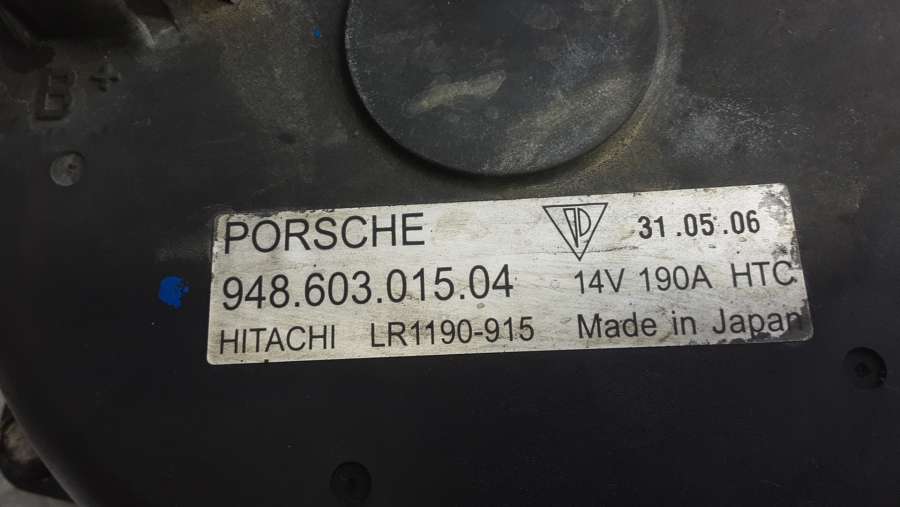 B+
PORSCHE 31.05.06
948.603.015.04 14V 190A HTC
HITACHI LR1190-915 Made in Japan